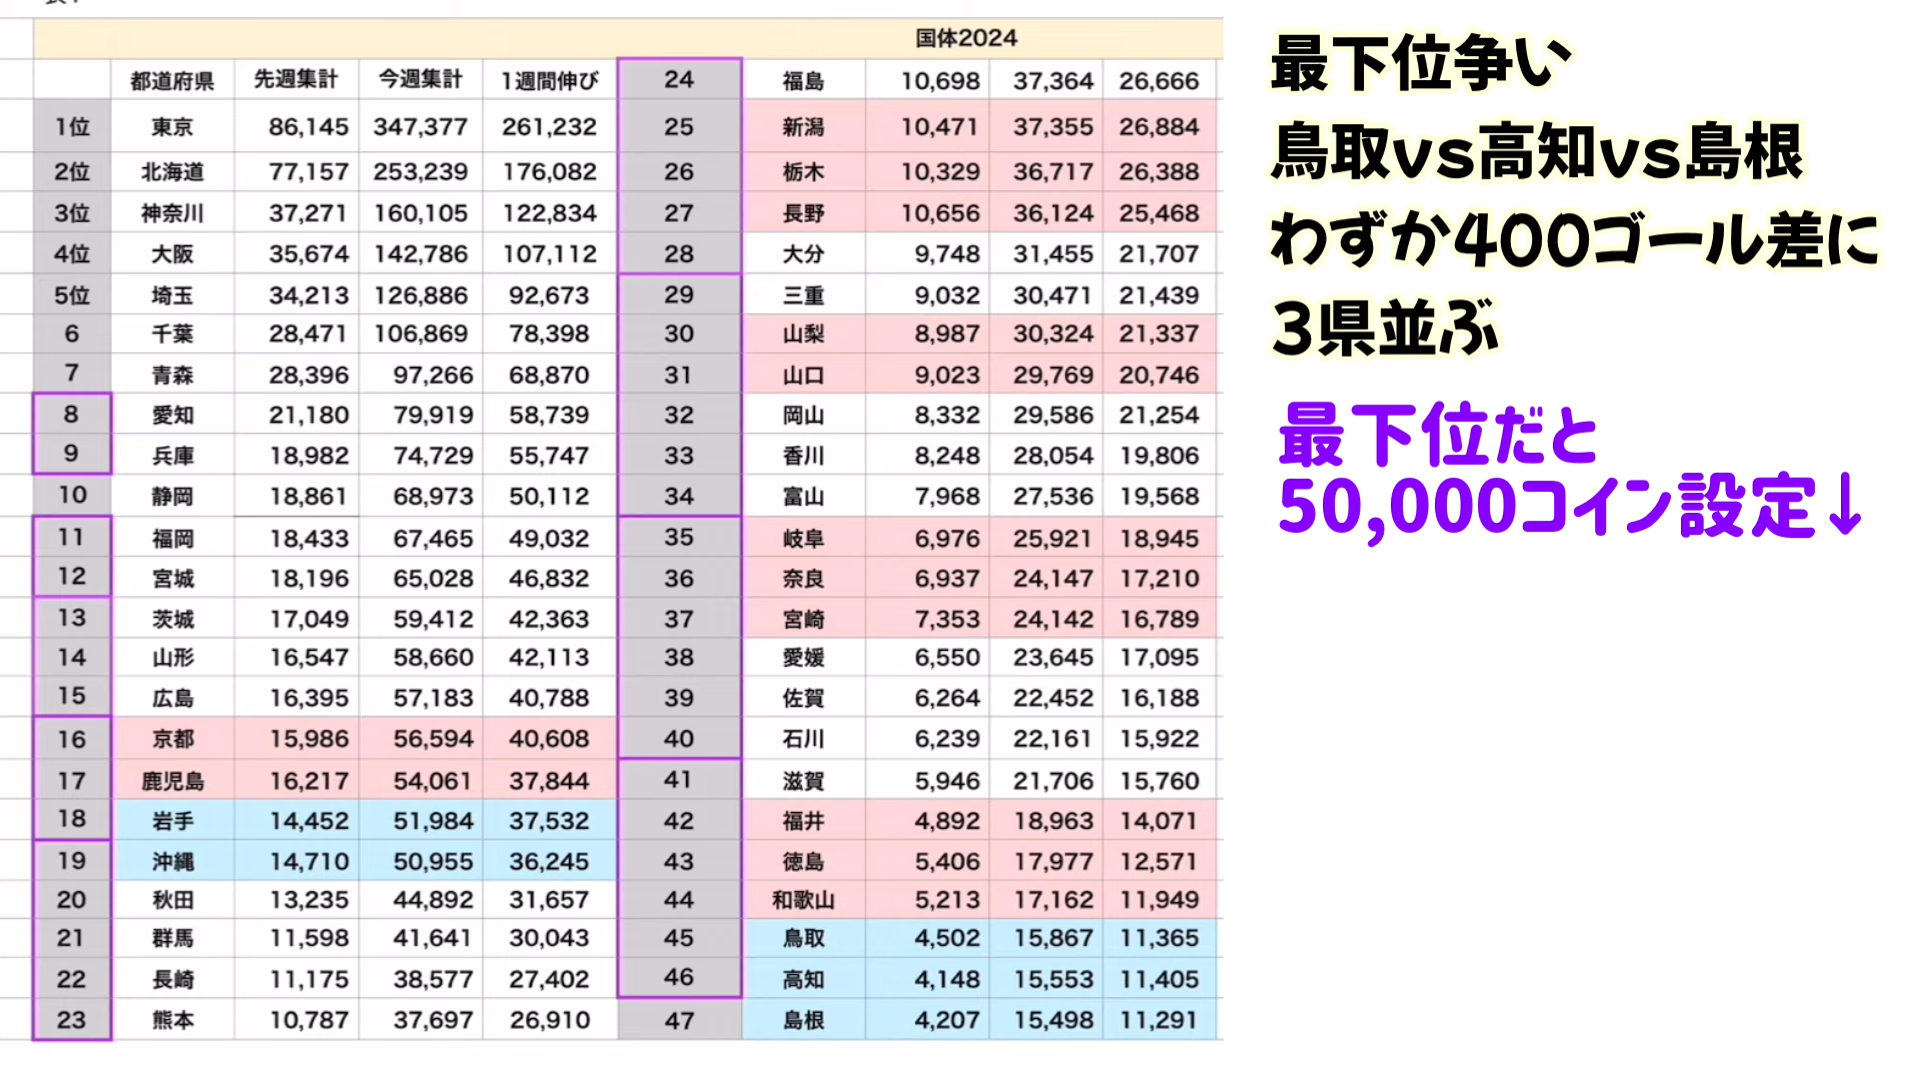 国体2024
都道府県 先週集計 今週集計 1週間伸び
1位 東京 86,145 347,377 261,232
2位 北海道 77,157 253,239 176,082
3位 神奈川 37,271 160,105 122,834
4位 大阪 35,674 142,786 107,112
5位 埼玉 34,213 126,886 92,673
6 千葉 28,471 106,869 78,398
7 青森 28,396 97,266 68,870
8 愛知 21,180 79,919 58,739
9 兵庫 18,982 74,729 55,747
10 静岡 18,861 68,973 50,112
11 福岡 18,433 67,465 49,032
12 宮城 18,196 65,028 46,832
13 茨城 17,049 59,412 42,363
14 山形 16,547 58,660 42,113
15 広島 16,395 57,183 40,788
16 京都 15,986 56,594 40,608
17 鹿児島 16,217 54,061 37,844
18 岩手 14,452 51,984 37,532
19 沖縄 14,710 50,955 36,245
20 秋田 13,235 44,892 31,657
21 群馬 11,598 41,641 30,043
22 長崎 11,175 38,577 27,402
23 熊本 10,787 37,697 26,910
24 福島 10,698 37,364 26,666
25 新潟 10,471 37,355 26,884
26 栃木 10,329 36,717 26,388
27 長野 10,656 36,124 25,468
28 大分 9,748 31,455 21,707
29 三重 9,032 30,471 21,439
30 山梨 8,987 30,324 21,337
31 山口 9,023 29,769 20,746
32 岡山 8,332 29,586 21,254
33 香川 8,248 28,054 19,806
34 富山 7,968 27,536 19,568
35 岐阜 6,976 25,921 18,945
36 奈良 6,937 24,147 17,210
37 宮崎 7,353 24,142 16,789
38 愛媛 6,550 23,645 17,095
39 佐賀 6,264 22,452 16,188
40 石川 6,239 22,161 15,922
41 滋賀 5,946 21,706 15,760
42 福井 4,892 18,963 14,071
43 徳島 5,406 17,977 12,571
44 和歌山 5,213 17,162 11,949
45 鳥取 4,502 15,867 11,365
46 高知 4,148 15,553 11,405
47 島根 4,207 15,498 11,291
最下位争い
鳥取vs高知vs島根
わずか400ゴール差に
3県並ぶ
最下位だと
50,000コイン設定↓